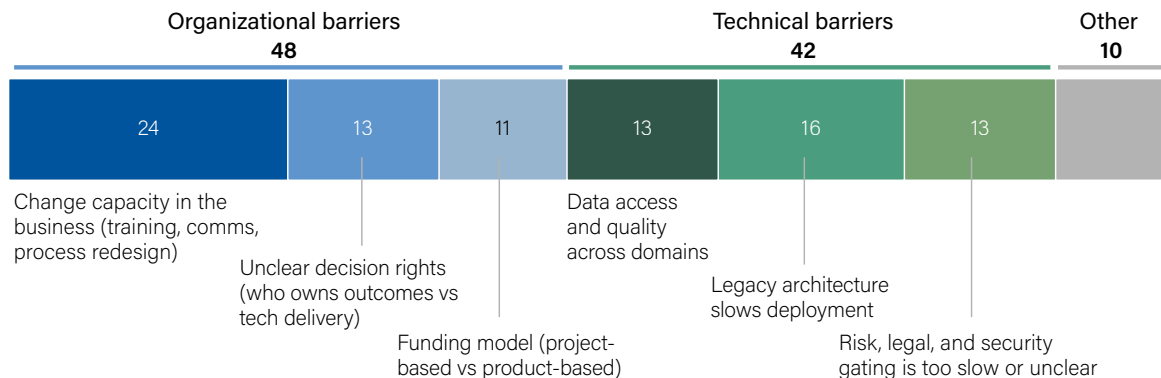 Organizational barriers
48
Technical barriers
42
Other
10
24
13
11
13
16
13
Change capacity in the
business (training, comms,
process redesign)
Unclear decision rights
(who owns outcomes vs
tech delivery)
Funding model (project-
based vs product-based)
Data access
and quality
across domains
Legacy architecture
slows deployment
Risk, legal, and security
gating is too slow or unclear